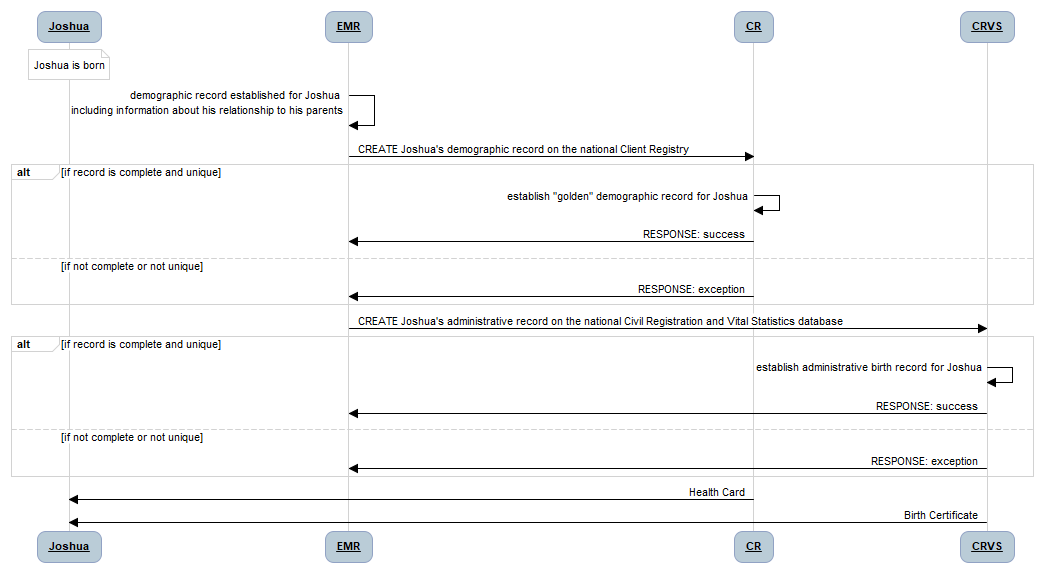 Joshua EMR CR CRVS
Joshua is born
demographic record established for Joshua
including information about his relationship to his parents
CREATE Joshua's demographic record on the national Client Registry
alt [if record is complete and unique]
establish "golden" demographic record for Joshua
RESPONSE: success
[if not complete or not unique]
RESPONSE: exception
CREATE Joshua's administrative record on the national Civil Registration and Vital Statistics database
alt [if record is complete and unique]
establish administrative birth record for Joshua
RESPONSE: success
[if not complete or not unique]
RESPONSE: exception
Health Card
Birth Certificate
Joshua EMR CR CRVS